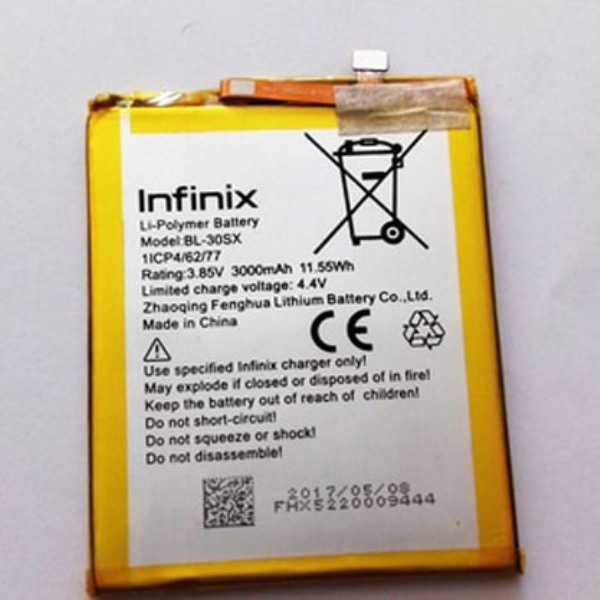 Infinix
Li-Polymer Battery
Model:BL-30SX
1ICP4/62/77
Rating:3.85V 3000mAh 11.55Wh
Limited charge voltage: 4.4V
Zhaoqing Fenghua Lithium Battery Co.,Ltd.
Made in China
CE
Use specified Infinix charger only!
May explode if closed or disposed of in fire!
Keep the battery out of reach of children!
Do not short-circuit!
Do not squeeze or shock!
Do not disassemble!
2017/05/08
FHX5220009444